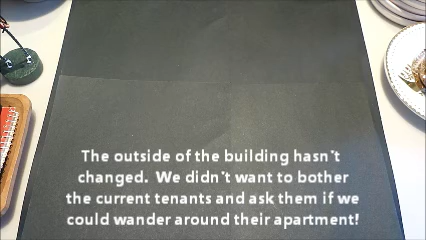 The outside of the building hasn't
changed.  We didn't want to bother
the current tenants and ask them if we
could wander around their apartment!